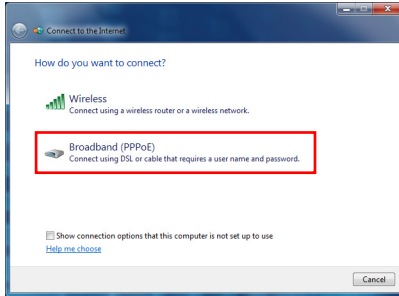 Connect to the Internet
How do you want to connect?
Wireless
Connect using a wireless router or a wireless network.
Broadband (PPPoE)
Connect using DSL or cable that requires a user name and password.
Show connection options that this computer is not set up to use
Help me choose
Cancel